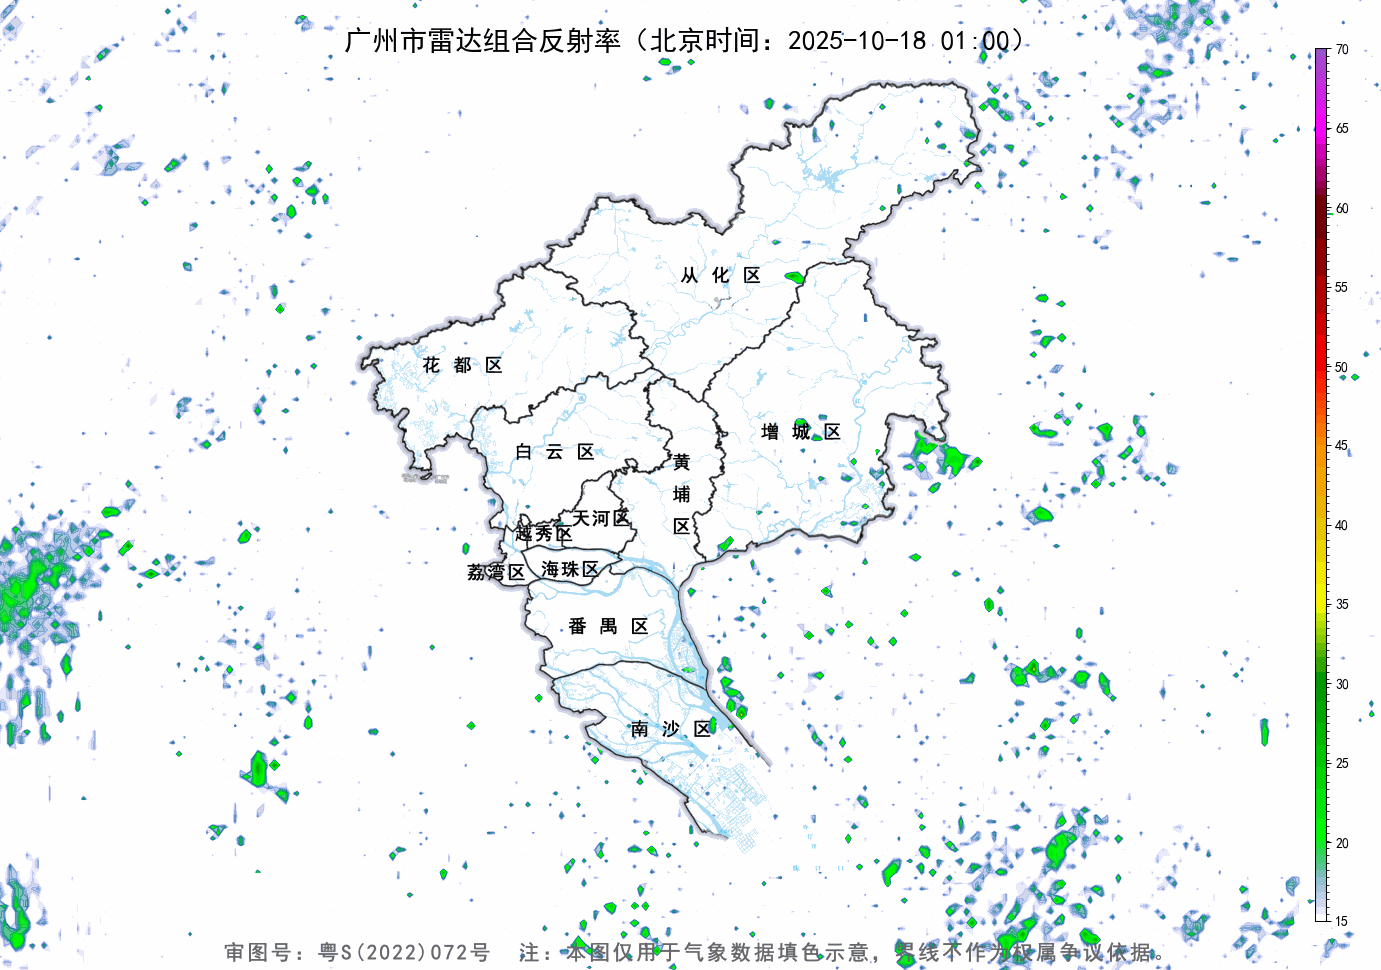 广州市雷达组合反射率（北京时间：2025-10-18 01:00）
70
65
60
55
50
45
40
35
30
25
20
15
从化区
花都区
增城区
白云区
黄埔区
天河区
越秀区
荔湾区
海珠区
番禺区
南沙区
审图号：粤S(2022)072号 注：本图仅用于气象数据填色示意，界线不作为权属争议依据。